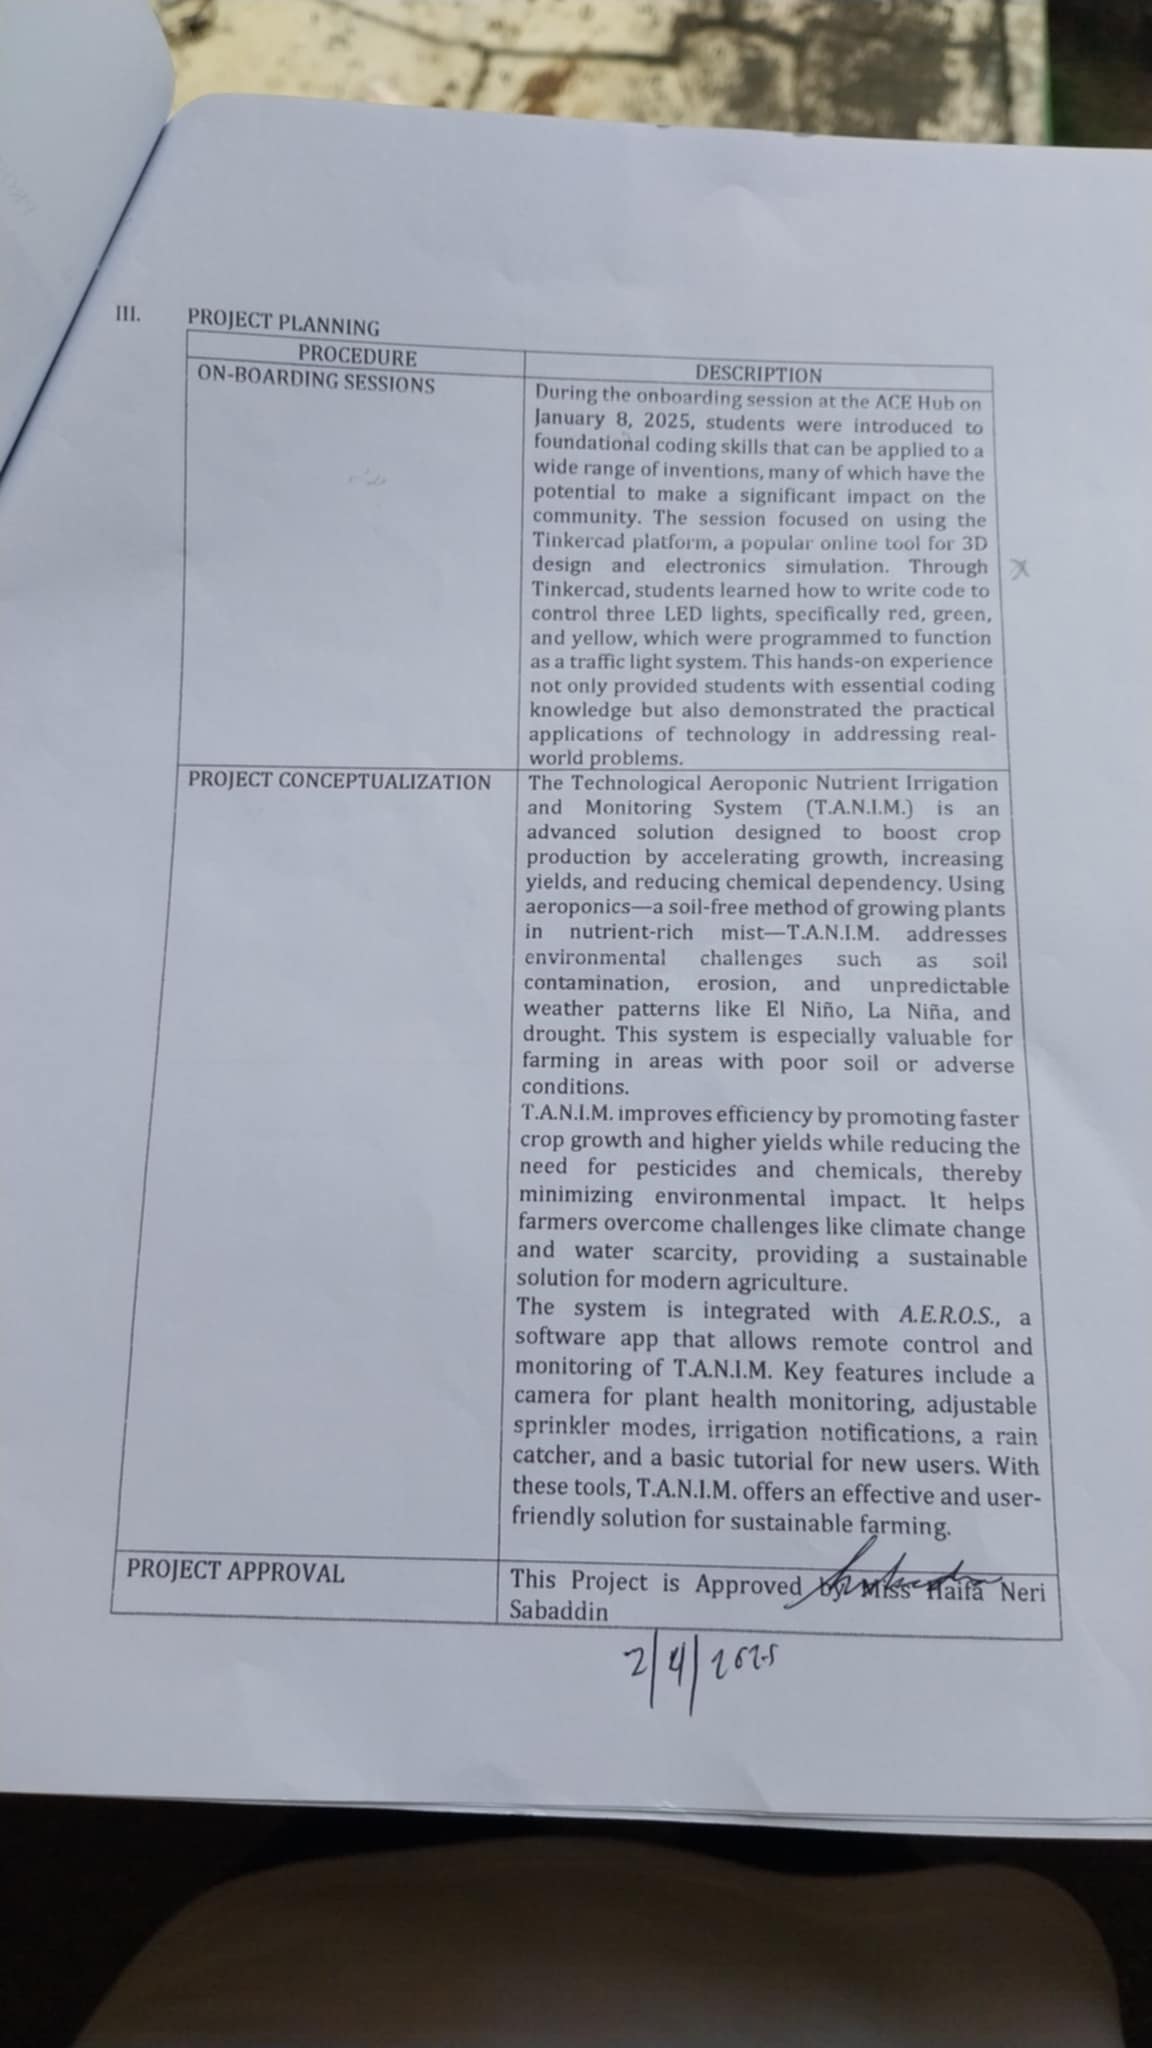 III. PROJECT PLANNING
PROCEDURE
DESCRIPTION
ON-BOARDING SESSIONS
During the onboarding session at the ACE Hub on
January 8, 2025, students were introduced to
foundational coding skills that can be applied to a
wide range of inventions, many of which have the
potential to make a significant impact on the
community. The session focused on using the
Tinkercad platform, a popular online tool for 3D
design and electronics simulation. Through
Tinkercad, students learned how to write code to
control three LED lights, specifically red, green,
and yellow, which were programmed to function
as a traffic light system. This hands-on experience
not only provided students with essential coding
knowledge but also demonstrated the practical
applications of technology in addressing real-
world problems.
PROJECT CONCEPTUALIZATION
The Technological Aeroponic Nutrient Irrigation
and Monitoring System (T.A.N.I.M.) is an
advanced solution designed to boost crop
production by accelerating growth, increasing
yields, and reducing chemical dependency. Using
aeroponics—a soil-free method of growing plants
in nutrient-rich mist—T.A.N.I.M. addresses
environmental challenges such as soil
contamination, erosion, and unpredictable
weather patterns like El Niño, La Niña, and
drought. This system is especially valuable for
farming in areas with poor soil or adverse
conditions.
T.A.N.I.M. improves efficiency by promoting faster
crop growth and higher yields while reducing the
need for pesticides and chemicals, thereby
minimizing environmental impact. It helps
farmers overcome challenges like climate change
and water scarcity, providing a sustainable
solution for modern agriculture.
The system is integrated with A.E.R.O.S., a
software app that allows remote control and
monitoring of T.A.N.I.M. Key features include a
camera for plant health monitoring, adjustable
sprinkler modes, irrigation notifications, a rain
catcher, and a basic tutorial for new users. With
these tools, T.A.N.I.M. offers an effective and user-
friendly solution for sustainable farming.
PROJECT APPROVAL
This Project is Approved by Miss Haifa Neri
Sabaddin
2/4/2025